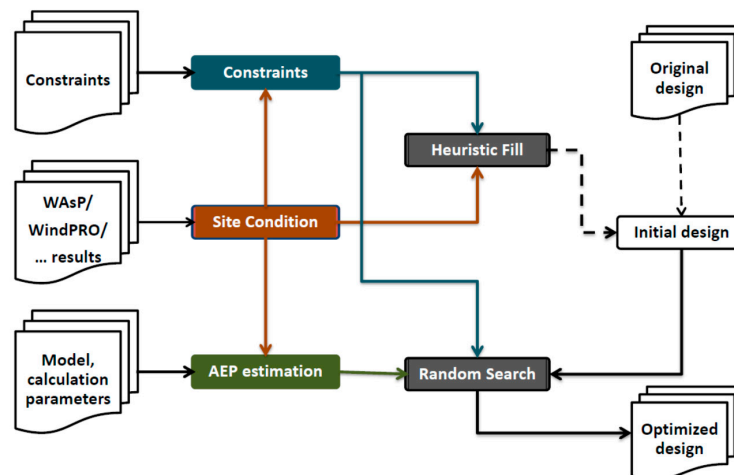 Constraints
Constraints
Original
design
Heuristic Fill
WAsP/
WindPRO/
... results
Site Condition
Initial design
Model,
calculation
parameters
AEP estimation
Random Search
Optimized
design